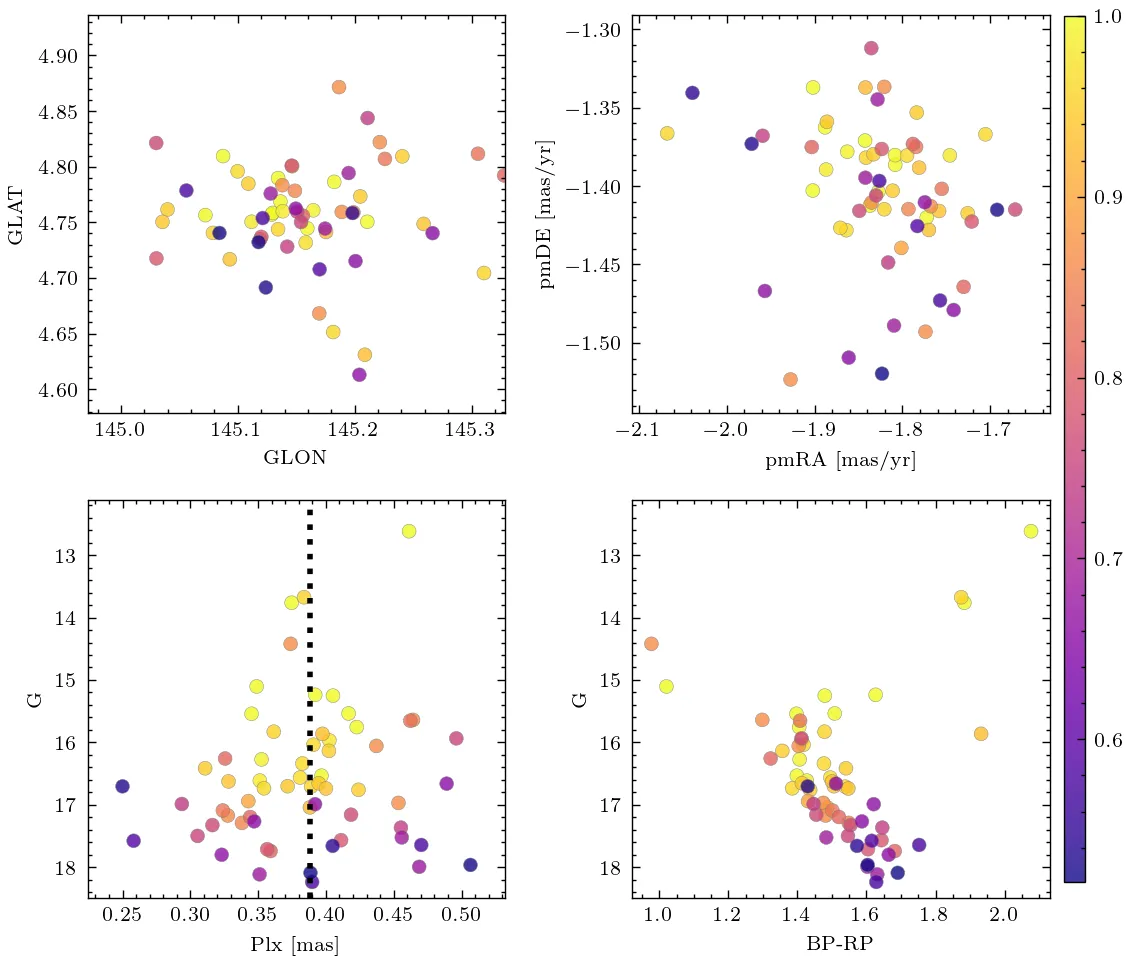 4.90
4.85
4.80
4.75
4.70
4.65
4.60
GLAT
145.0 145.1 145.2 145.3
GLON
−1.30
−1.35
−1.40
−1.45
−1.50
pmDE [mas/yr]
−2.1 −2.0 −1.9 −1.8 −1.7
pmRA [mas/yr]
1.0
0.9
0.8
0.7
0.6
13
14
15
16
17
18
G
0.25 0.30 0.35 0.40 0.45 0.50
Plx [mas]
13
14
15
16
17
18
G
1.0 1.2 1.4 1.6 1.8 2.0
BP-RP